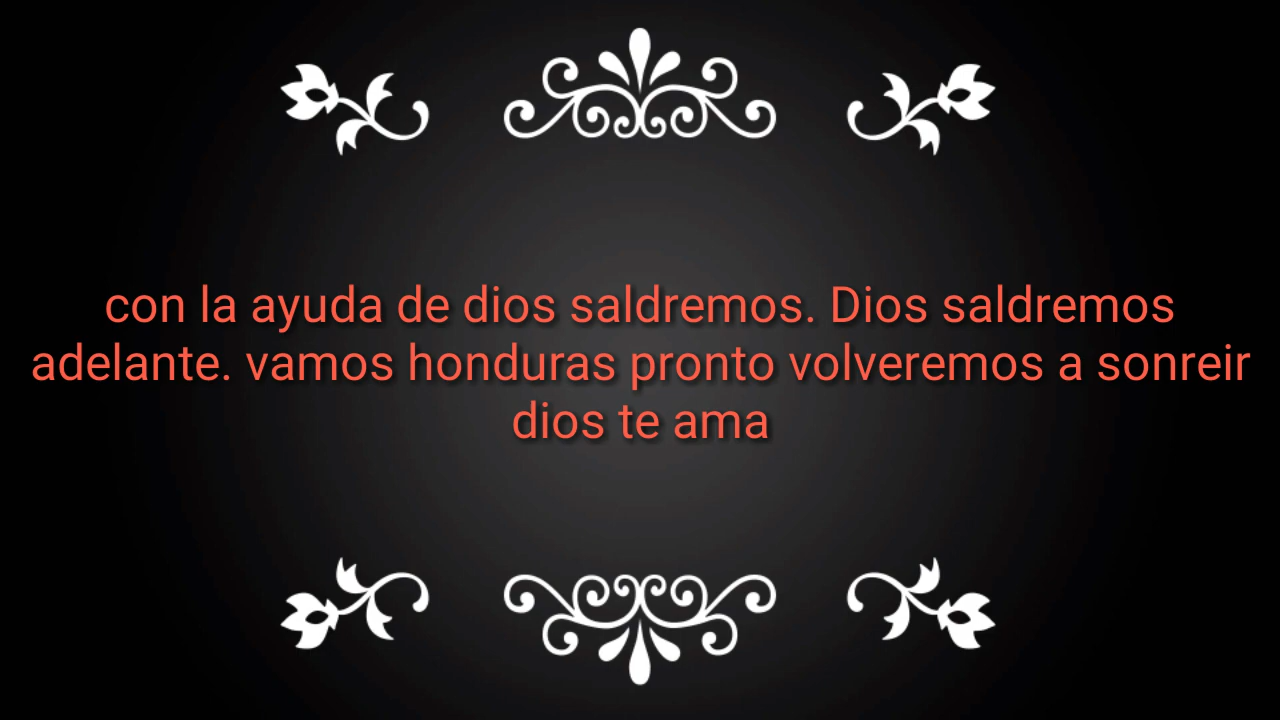 con la ayuda de dios saldremos. Dios saldremos
adelante. vamos honduras pronto volveremos a sonreir
dios te ama